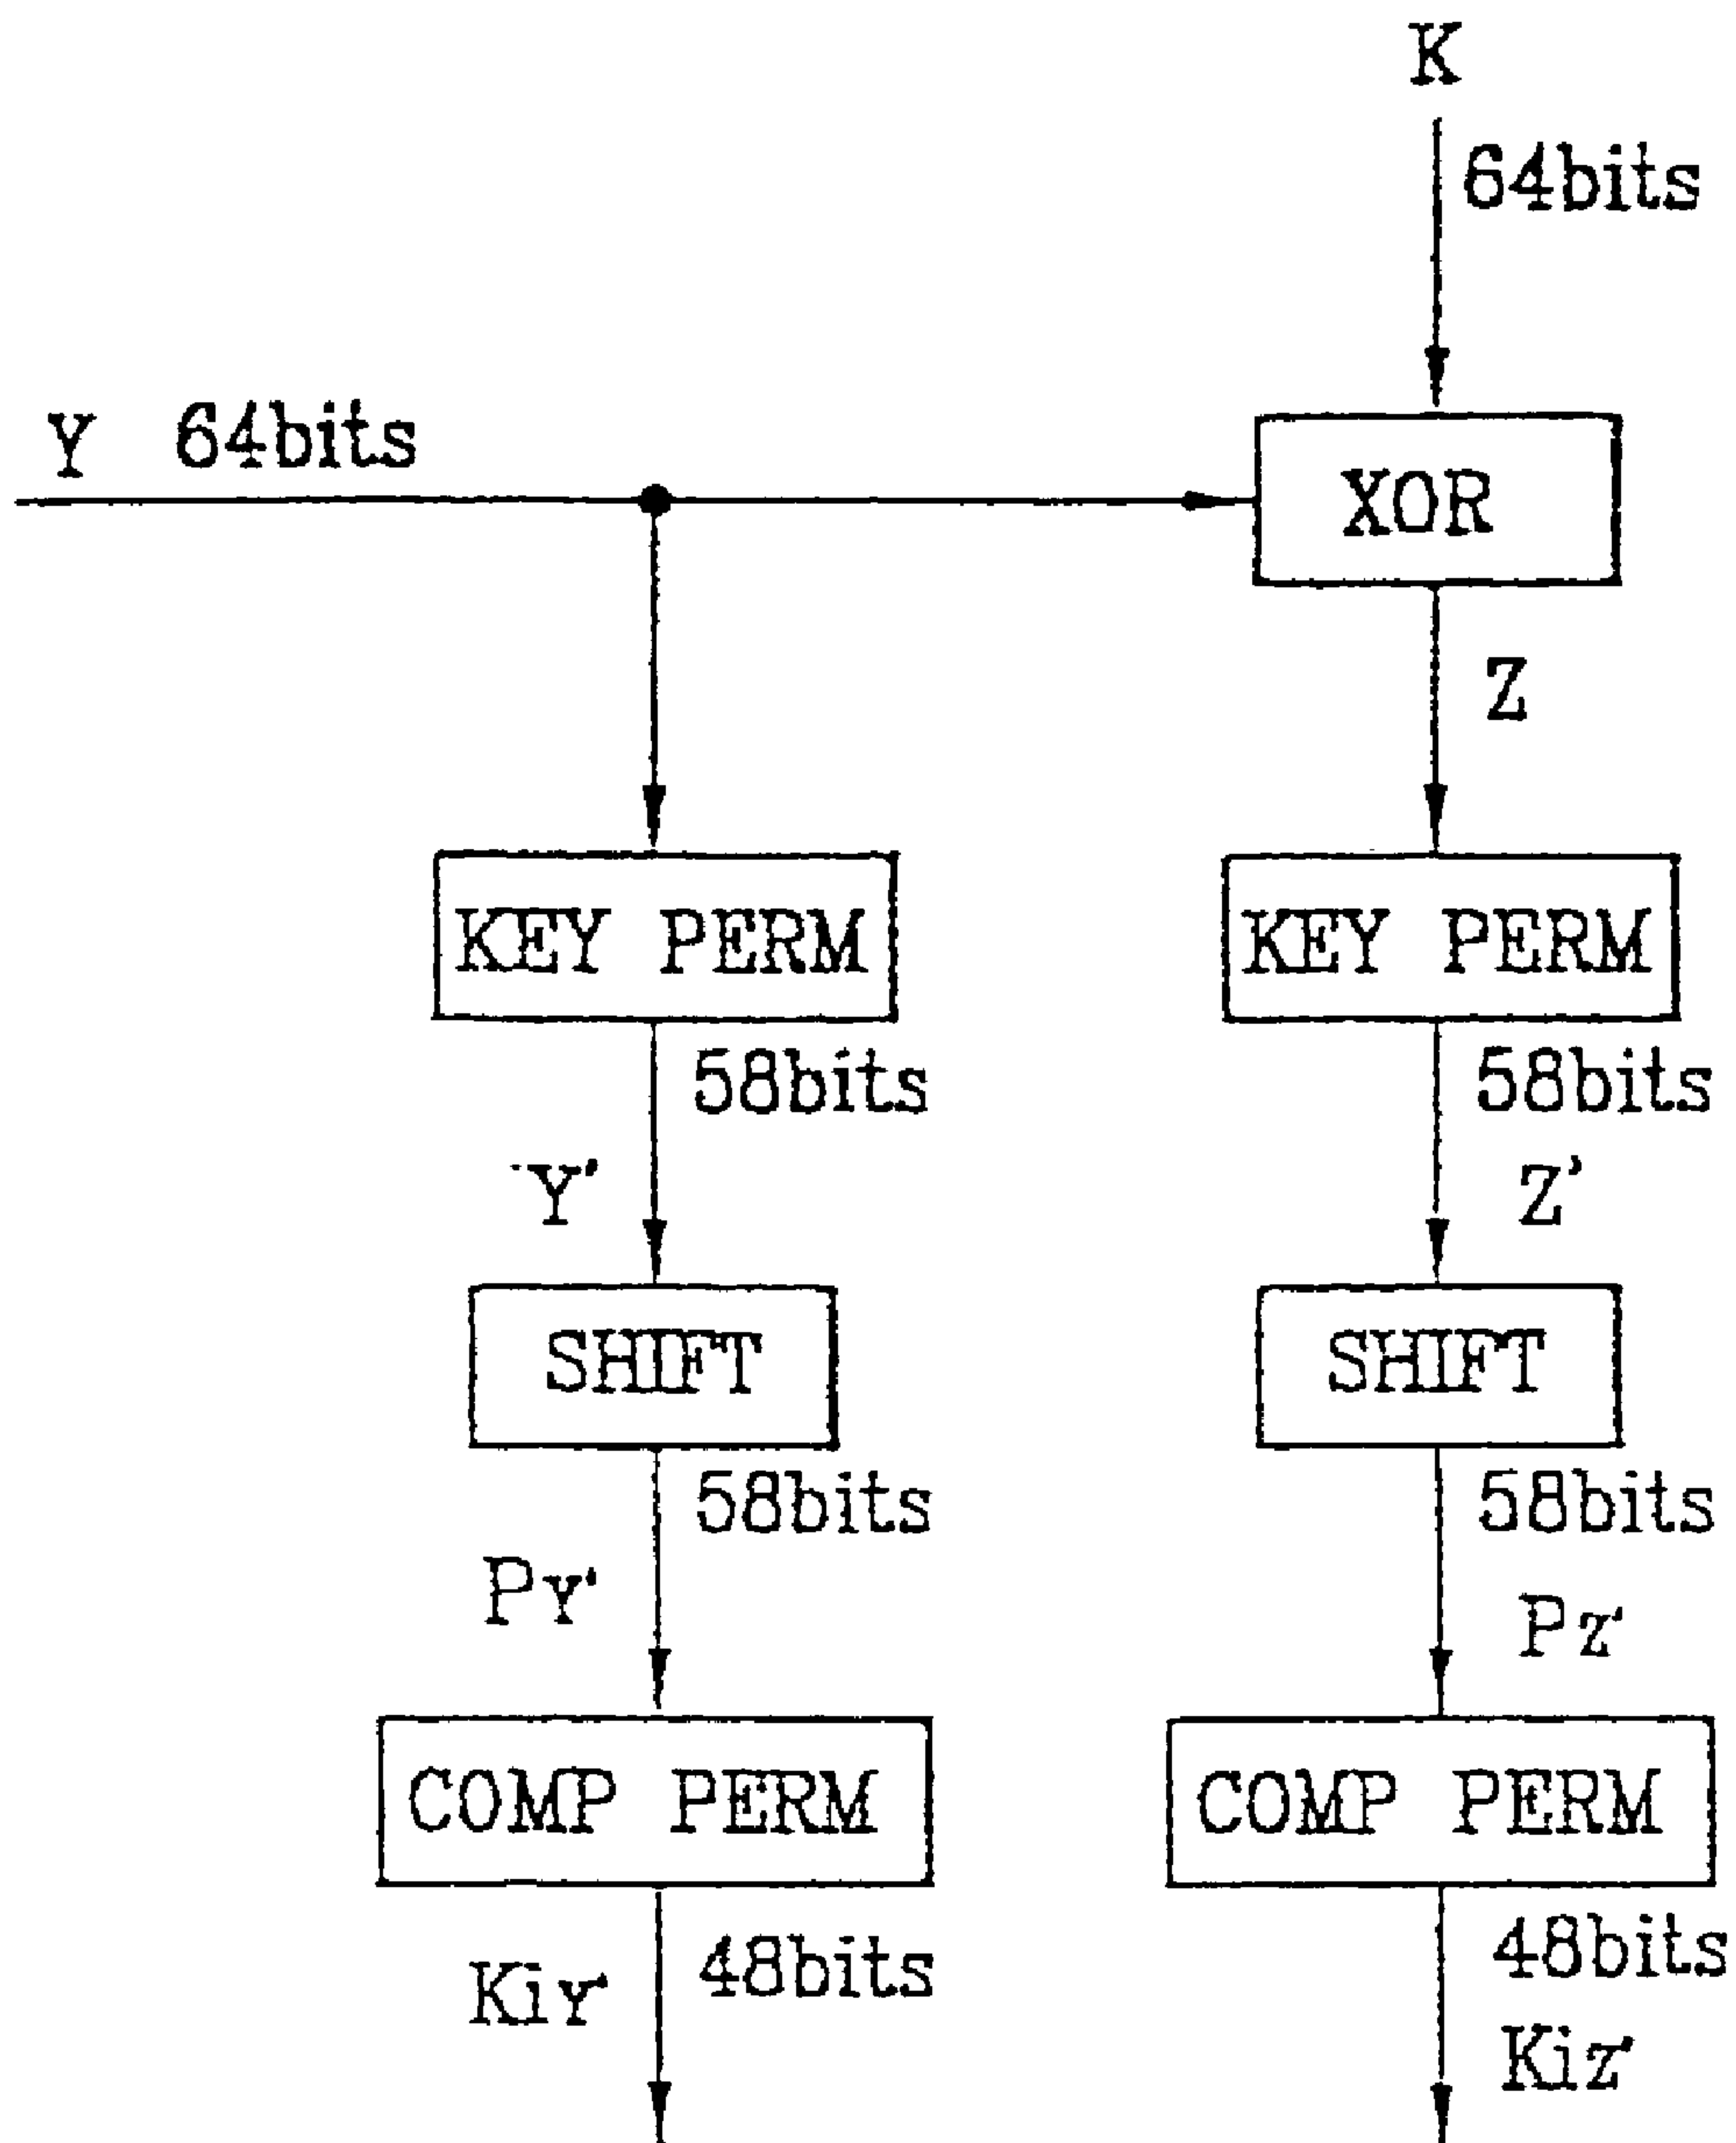 K
64bits
Y 64bits
XOR
Z
KEY PERM KEY PERM
58bits 58bits
Y' Z'
SHIFT SHIFT
58bits 58bits
PY' PZ'
COMP PERM COMP PERM
48bits 48bits
KiY' KiZ'